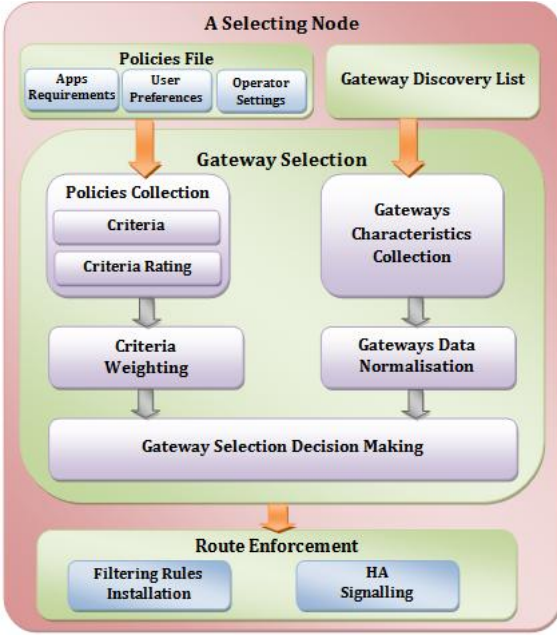 A Selecting Node
Policies File
Apps
Requirements
User
Preferences
Operator
Settings
Gateway Discovery List
Gateway Selection
Policies Collection
Criteria
Criteria Rating
Gateways
Characteristics
Collection
Criteria
Weighting
Gateways Data
Normalisation
Gateway Selection Decision Making
Route Enforcement
Filtering Rules
Installation
HA
Signalling